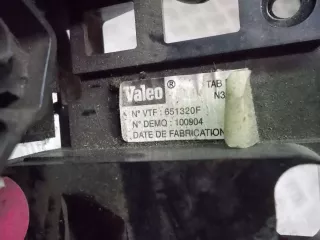 Valeo ® TAB
N3
N° VTF : 651320F
N° DEMO : 100904
DATE DE FABRICATION